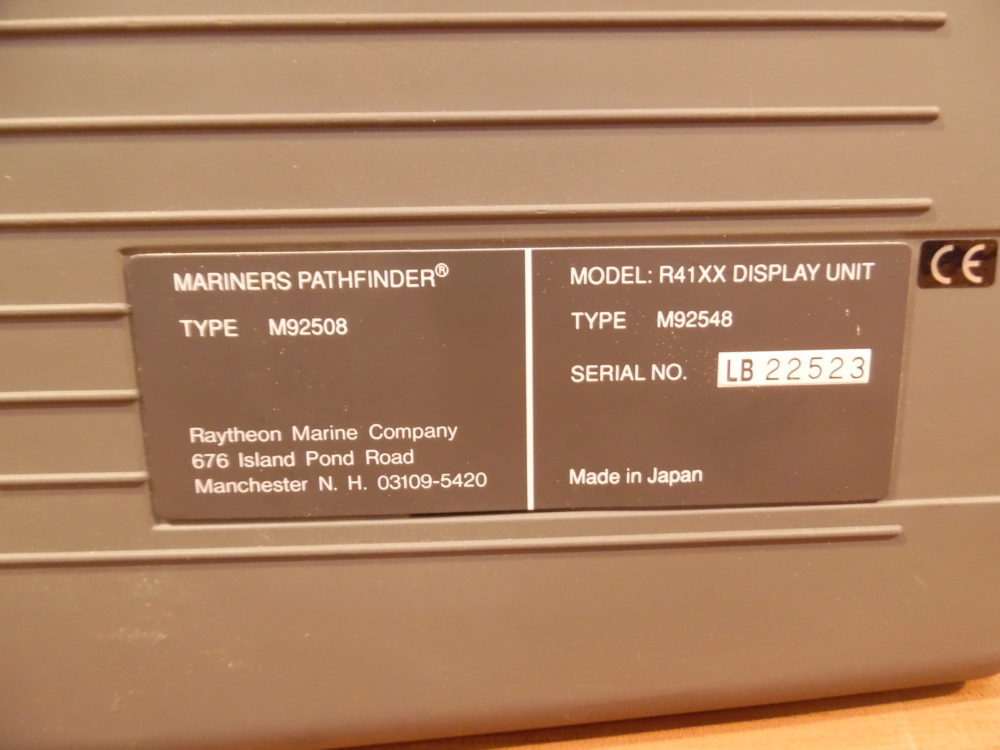 MARINERS PATHFINDER®
TYPE M92508
Raytheon Marine Company
676 Island Pond Road
Manchester N. H. 03109-5420
MODEL: R41XX DISPLAY UNIT
TYPE M92548
SERIAL NO. LB 22523
Made in Japan
CE